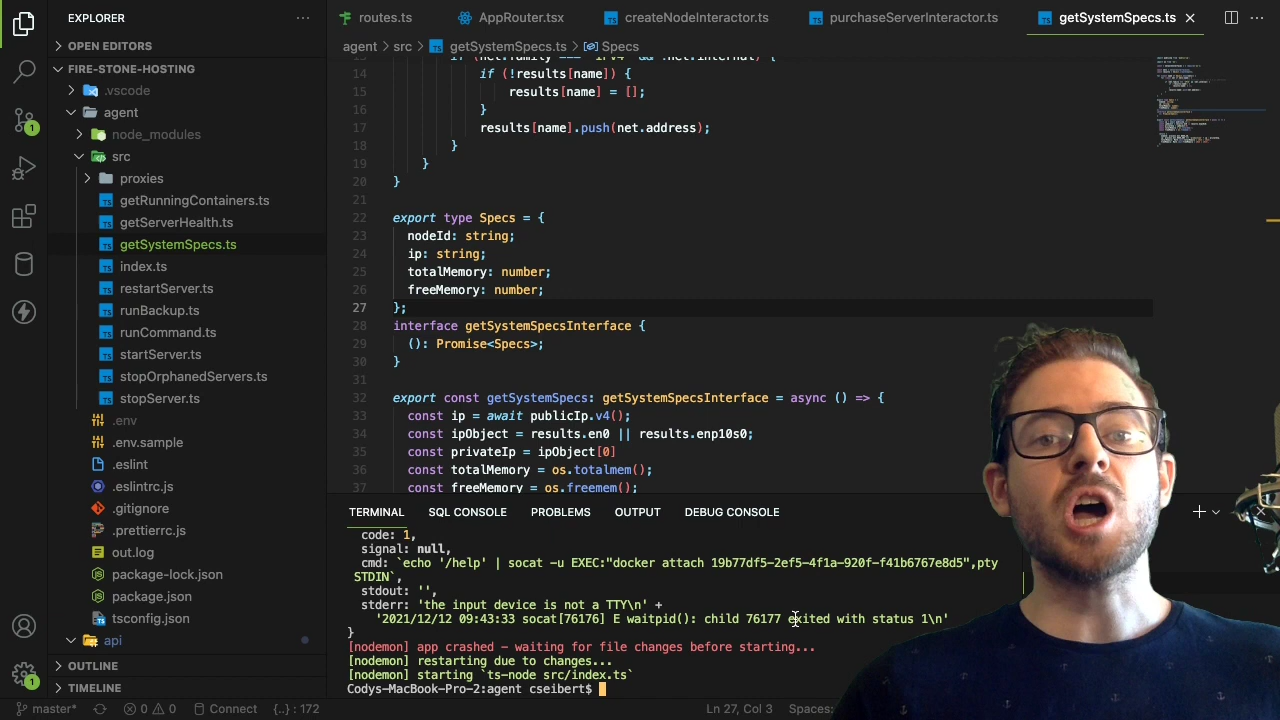 EXPLORER
OPEN EDITORS
FIRE-STONE-HOSTING
.vscode
agent
node_modules
src
proxies
getRunningContainers.ts
getServerHealth.ts
getSystemSpecs.ts
index.ts
restartServer.ts
runBackup.ts
runCommand.ts
startServer.ts
stopOrphanedServers.ts
stopServer.ts
.env
.env.sample
.eslint
.eslintrc.js
.gitignore
.prettierrc.js
out.log
package-lock.json
package.json
tsconfig.json
api
OUTLINE
TIMELINE
routes.ts AppRouter.tsx createNodeInteractor.ts purchaseServerInteractor.ts getSystemSpecs.ts
agent > src > getSystemSpecs.ts > Specs
14 if (!results[name]) {
15 results[name] = [];
16 }
17 results[name].push(net.address);
18 }
19 }
20 }
21
22 export type Specs = {
23 nodeId: string;
24 ip: string;
25 totalMemory: number;
26 freeMemory: number;
27 };
28 interface getSystemSpecsInterface {
29 (): Promise<Specs>;
30 }
31
32 export const getSystemSpecs: getSystemSpecsInterface = async () => {
33 const ip = await publicIp.v4();
34 const ipObject = results.en0 || results.enp10s0;
35 const privateIp = ipObject[0]
36 const totalMemory = os.totalmem();
37 const freeMemory = os.freemem();
TERMINAL SQL CONSOLE PROBLEMS OUTPUT DEBUG CONSOLE
code: 1,
signal: null,
cmd: `echo '/help' | socat -u EXEC:"docker attach 19b77df5-2ef5-4f1a-920f-f41b6767e8d5",pty
STDIN`,
stdout: '',
stderr: 'the input device is not a TTY\n' +
'2021/12/12 09:43:33 socat[76176] E waitpid(): child 76177 exited with status 1\n'
}
[nodemon] app crashed - waiting for file changes before starting...
[nodemon] restarting due to changes...
[nodemon] starting `ts-node src/index.ts`
Codys-MacBook-Pro-2:agent cseibert$
master* 0 0 Connect {..} : 172 Ln 27, Col 3 Spaces: